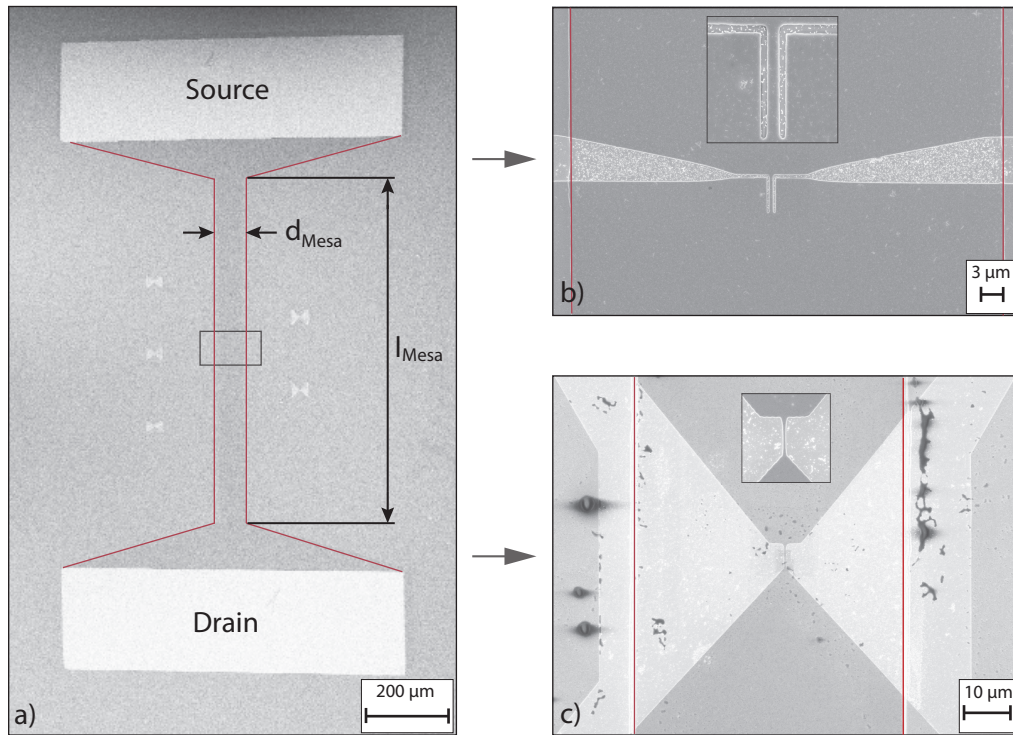 Source
d_Mesa
l_Mesa
Drain
200 μm
a)
3 μm
b)
10 μm
c)